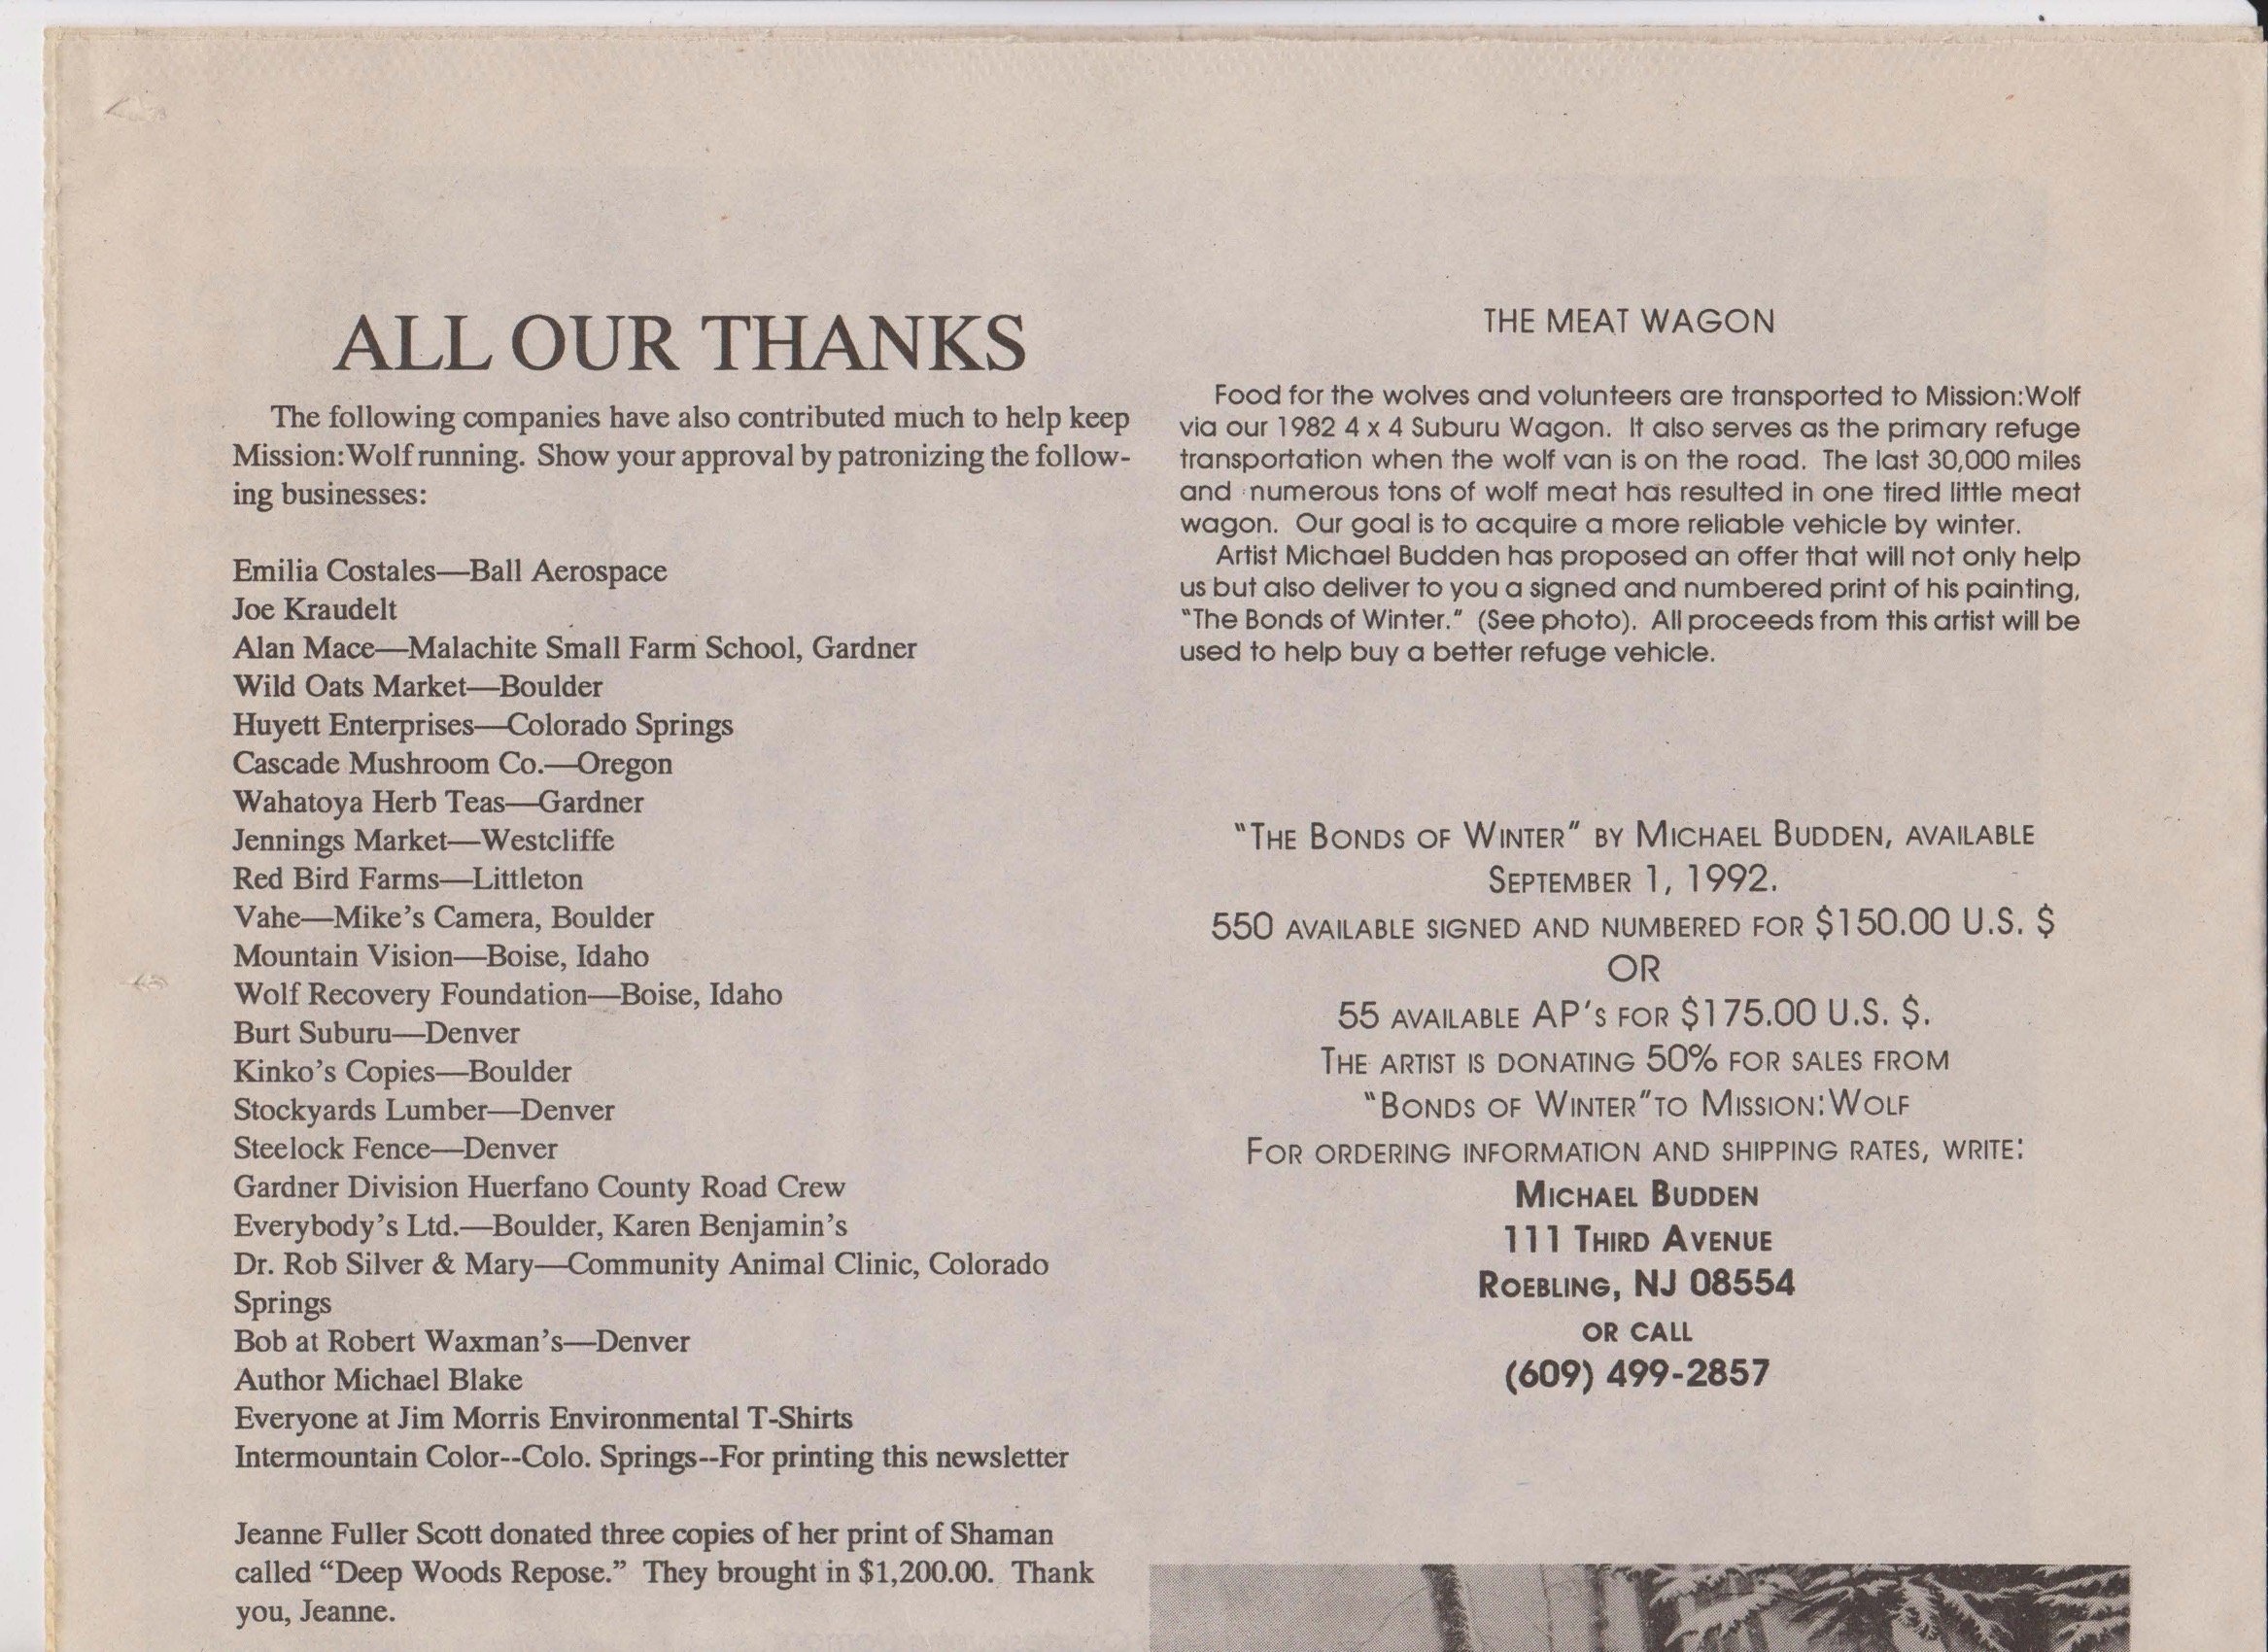 ALL OUR THANKS
The following companies have also contributed much to help keep
Mission:Wolf running. Show your approval by patronizing the follow-
ing businesses:
Emilia Costales—Ball Aerospace
Joe Kraudelt
Alan Mace—Malachite Small Farm School, Gardner
Wild Oats Market—Boulder
Huyett Enterprises—Colorado Springs
Cascade Mushroom Co.—Oregon
Wahatoya Herb Teas—Gardner
Jennings Market—Westcliffe
Red Bird Farms—Littleton
Vahe—Mike's Camera, Boulder
Mountain Vision—Boise, Idaho
Wolf Recovery Foundation—Boise, Idaho
Burt Suburu—Denver
Kinko's Copies—Boulder
Stockyards Lumber—Denver
Steelock Fence—Denver
Gardner Division Huerfano County Road Crew
Everybody's Ltd.—Boulder, Karen Benjamin's
Dr. Rob Silver & Mary—Community Animal Clinic, Colorado
Springs
Bob at Robert Waxman's—Denver
Author Michael Blake
Everyone at Jim Morris Environmental T-Shirts
Intermountain Color--Colo. Springs--For printing this newsletter
Jeanne Fuller Scott donated three copies of her print of Shaman
called “Deep Woods Repose.” They brought in $1,200.00. Thank
you, Jeanne.
THE MEAT WAGON
Food for the wolves and volunteers are transported to Mission:Wolf
via our 1982 4 x 4 Suburu Wagon. It also serves as the primary refuge
transportation when the wolf van is on the road. The last 30,000 miles
and numerous tons of wolf meat has resulted in one tired little meat
wagon. Our goal is to acquire a more reliable vehicle by winter.
Artist Michael Budden has proposed an offer that will not only help
us but also deliver to you a signed and numbered print of his painting,
"The Bonds of Winter." (See photo). All proceeds from this artist will be
used to help buy a better refuge vehicle.
"THE BONDS OF WINTER" BY MICHAEL BUDDEN, AVAILABLE
SEPTEMBER 1, 1992.
550 AVAILABLE SIGNED AND NUMBERED FOR $150.00 U.S. $
OR
55 AVAILABLE AP'S FOR $175.00 U.S. $.
THE ARTIST IS DONATING 50% FOR SALES FROM
"BONDS OF WINTER"TO MISSION:WOLF
FOR ORDERING INFORMATION AND SHIPPING RATES, WRITE:
MICHAEL BUDDEN
111 THIRD AVENUE
ROEBLING, NJ 08554
OR CALL
(609) 499-2857